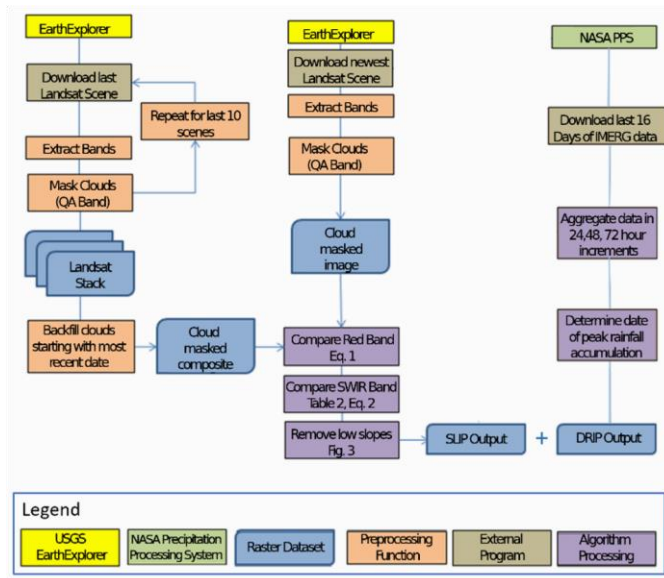 EarthExplorer
Download last
Landsat Scene
Repeat for last 10
scenes
Extract Bands
Mask Clouds
(QA Band)
Landsat
Stack
Backfill clouds
starting with most
recent date
Cloud
masked
composite
EarthExplorer
Download newest
Landsat Scene
Extract Bands
Mask Clouds
(QA Band)
Cloud
masked
image
Compare Red Band
Eq. 1
Compare SWIR Band
Table 2, Eq. 2
Remove low slopes
Fig. 3
SLIP Output
+
NASA PPS
Download last 16
Days of IMERG data
Aggregate data in
24,48, 72 hour
increments
Determine date
of peak rainfall
accumulation
DRIP Output
Legend
USGS
EarthExplorer
NASA Precipitation
Processing System
Raster Dataset
Preprocessing
Function
External
Program
Algorithm
Processing